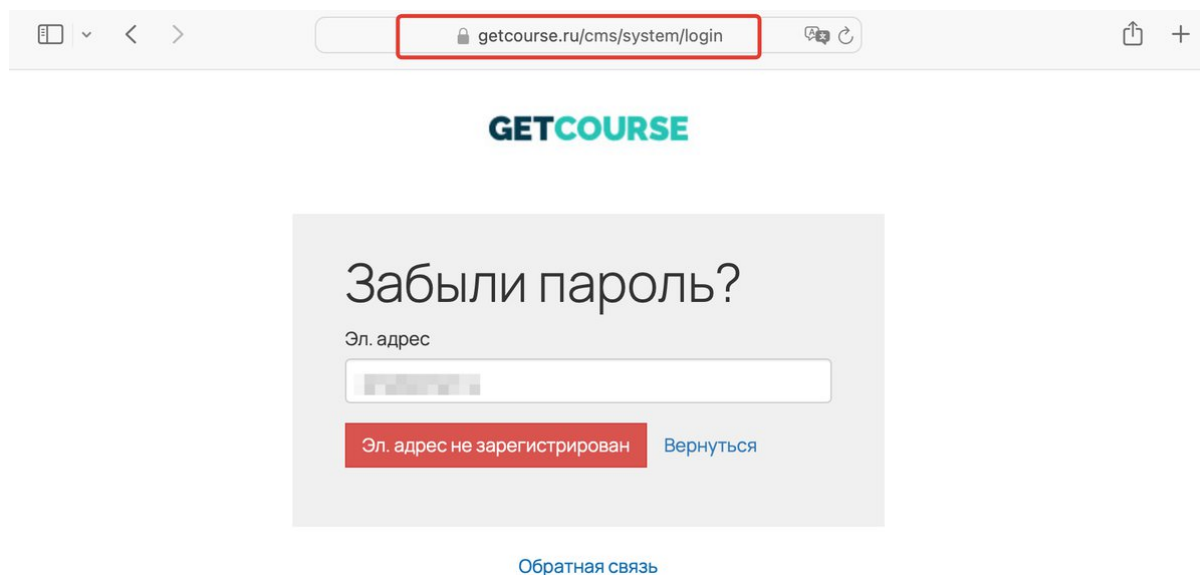 getcourse.ru/cms/system/login
GETCOURSE
Забыли пароль?
Эл. адрес
Эл. адрес не зарегистрирован Вернуться
Обратная связь